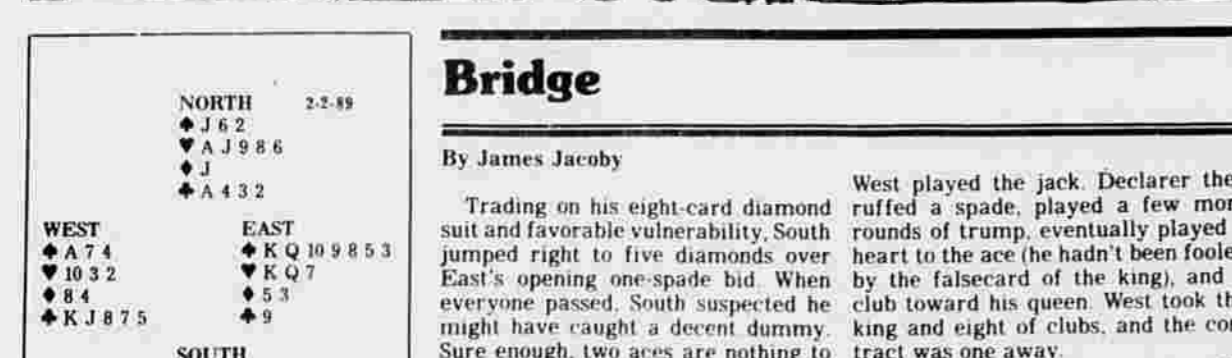 NORTH 2-2-89
♠ J 6 2
♥ A J 9 8 6
♦ J
♣ A 4 3 2
WEST EAST
♠ A 7 4 ♠ K Q 10 9 8 5 3
♥ 10 3 2 ♥ K Q 7
♦ 8 4 ♦ 5 3
♣ K J 8 7 5 ♣ 9
SOUTH
Bridge
By James Jacoby
Trading on his eight-card diamond
suit and favorable vulnerability, South
jumped right to five diamonds over
East's opening one-spade bid. When
everyone passed, South suspected he
might have caught a decent dummy.
Sure enough, two aces are nothing to
West played the jack. Declarer the
ruffed a spade, played a few mor
rounds of trump, eventually played
heart to the ace (he hadn't been foole
by the falsecard of the king), and
club toward his queen. West took th
king and eight of clubs, and the co
tract was one away.